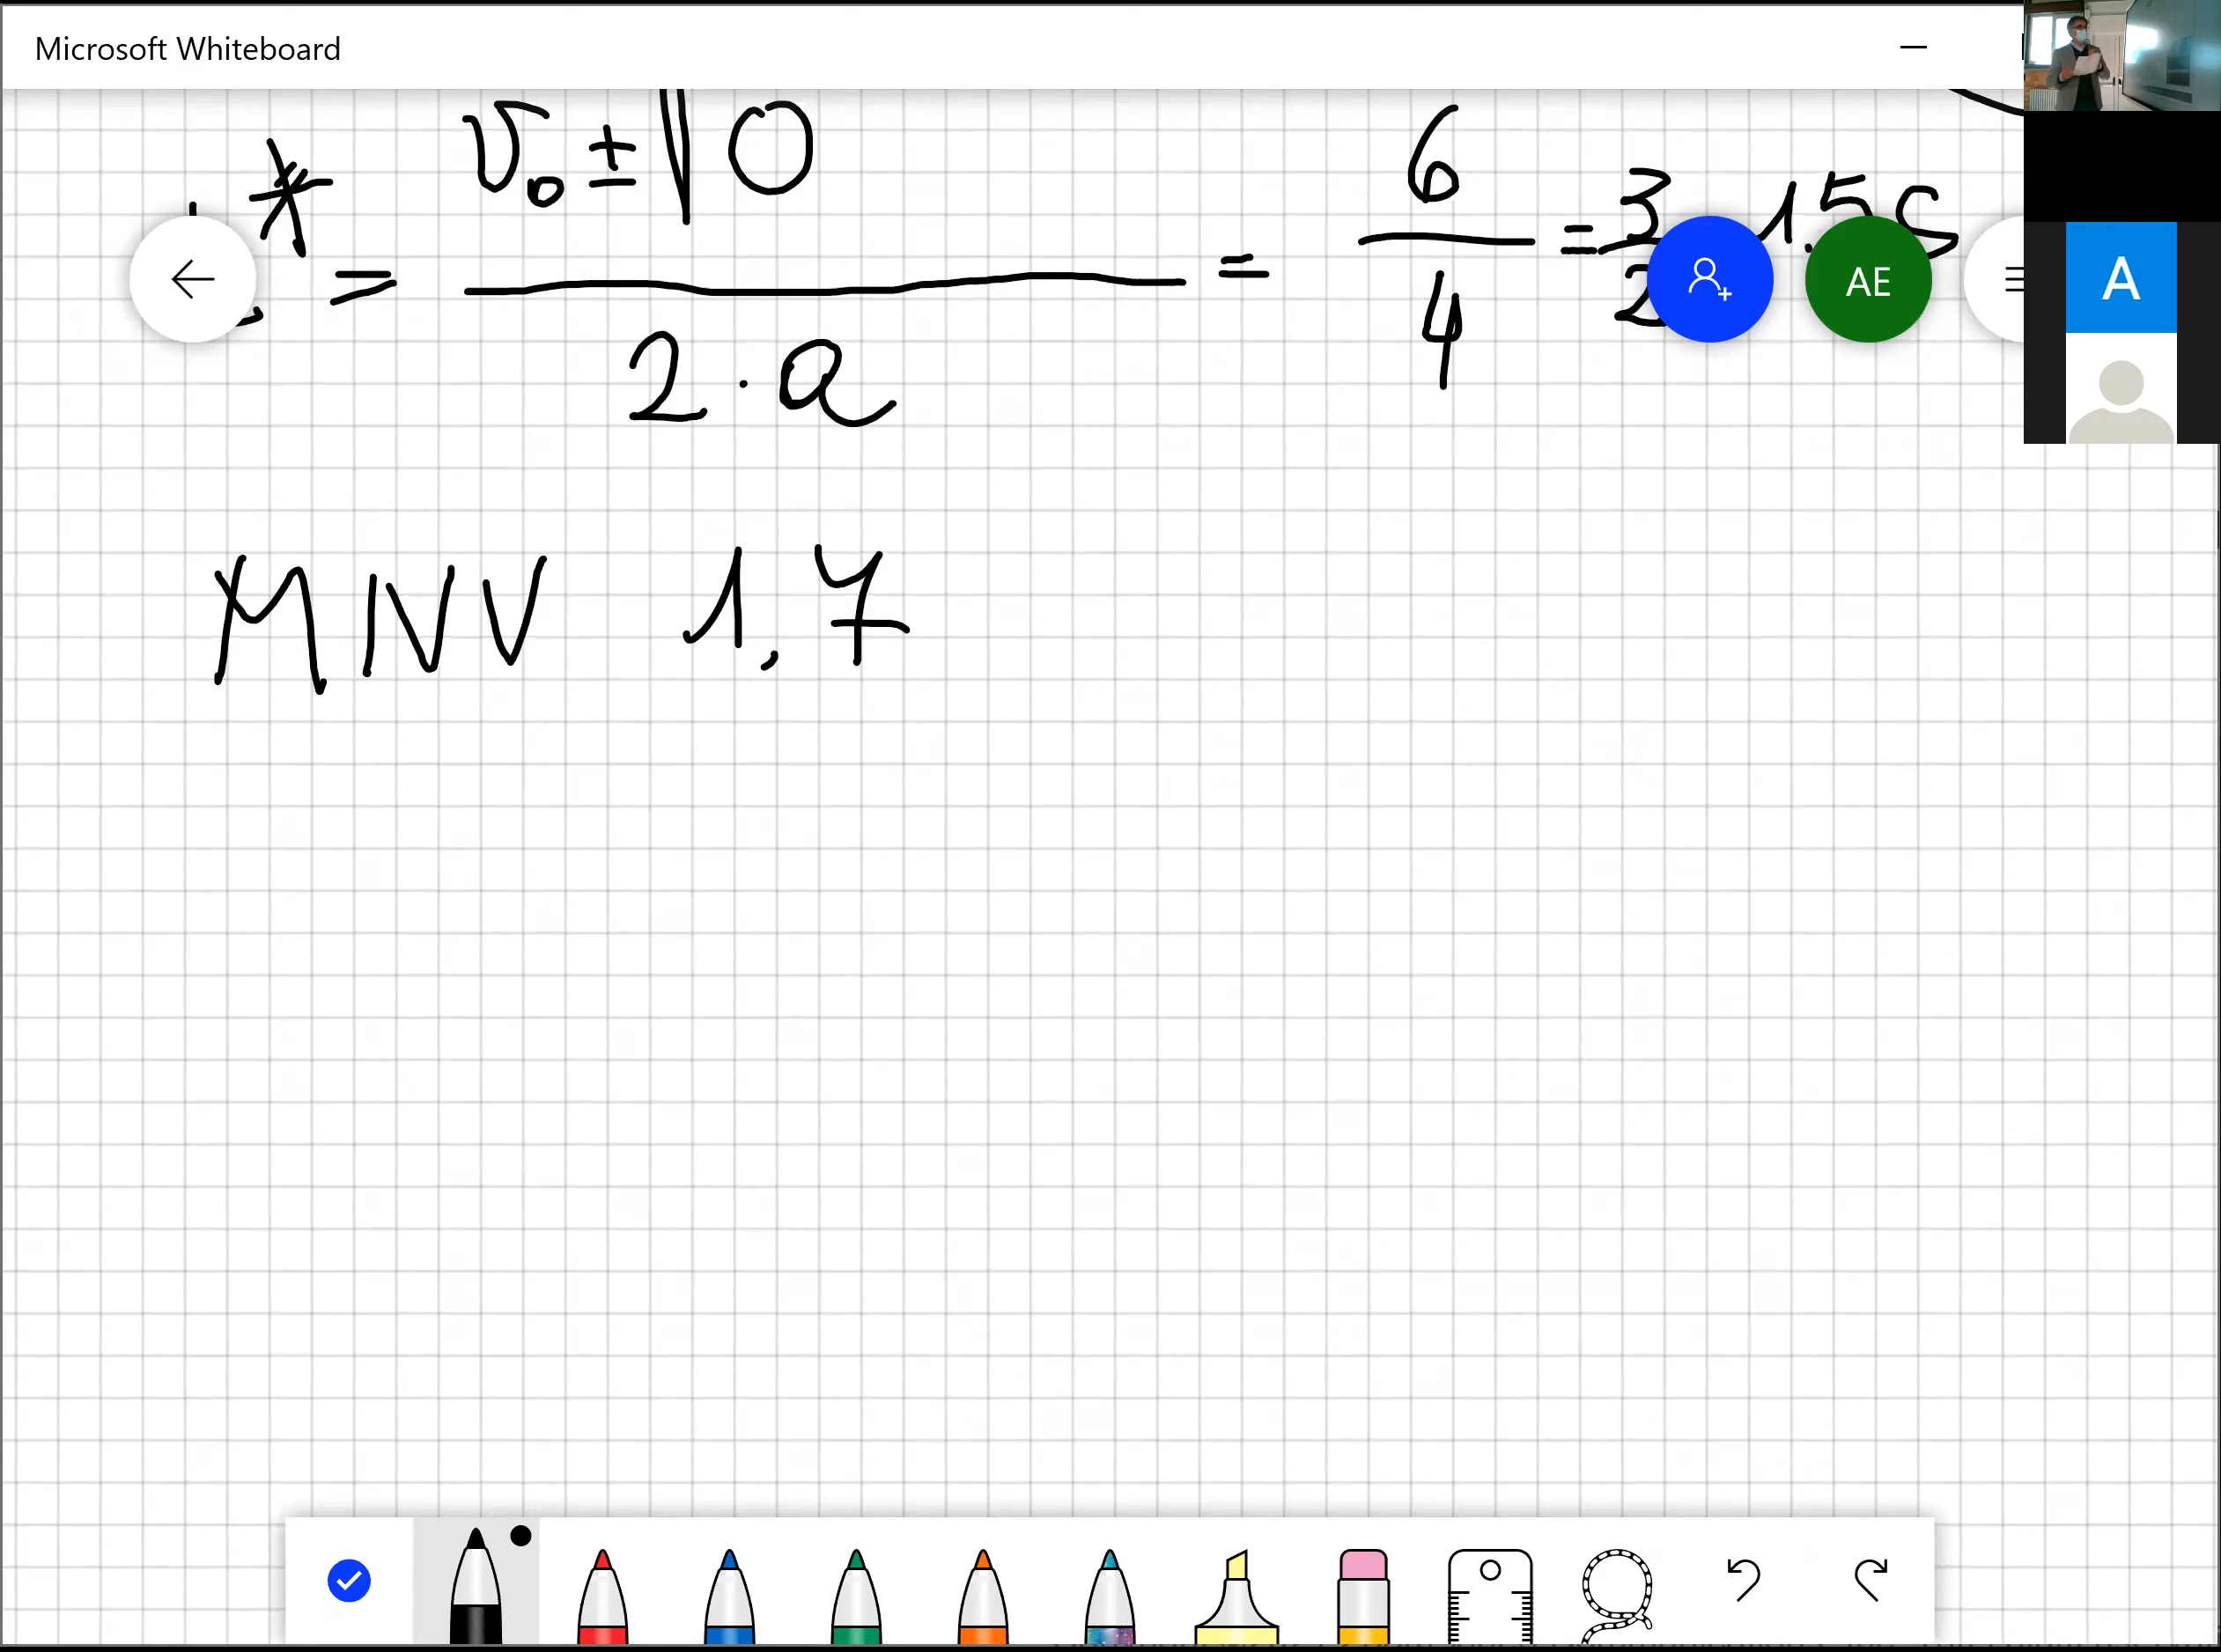 Microsoft Whiteboard
* = (v₀ ± √0) / (2 · a) = 6/4 = 3/2 1.5 s
AE
A
MNV 1,7